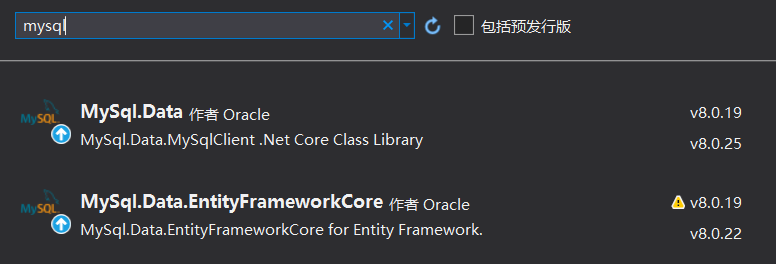 mysql
包括预发行版
MySQL
MySql.Data 作者 Oracle
v8.0.19
MySql.Data.MySqlClient .Net Core Class Library
v8.0.25
MySQL
MySql.Data.EntityFrameworkCore 作者 Oracle
v8.0.19
MySql.Data.EntityFrameworkCore for Entity Framework.
v8.0.22